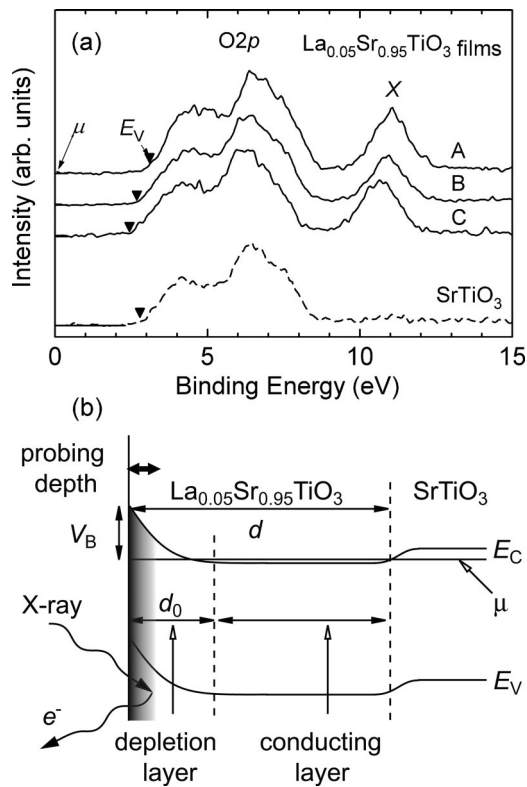 (a)
O2p
La0.05Sr0.95TiO3 films
X
μ
EV
A
B
C
SrTiO3
Intensity (arb. units)
0 5 10 15
Binding Energy (eV)
(b)
probing
depth
La0.05Sr0.95TiO3
SrTiO3
VB
d
EC
μ
X-ray
d0
EV
e-
depletion
layer
conducting
layer